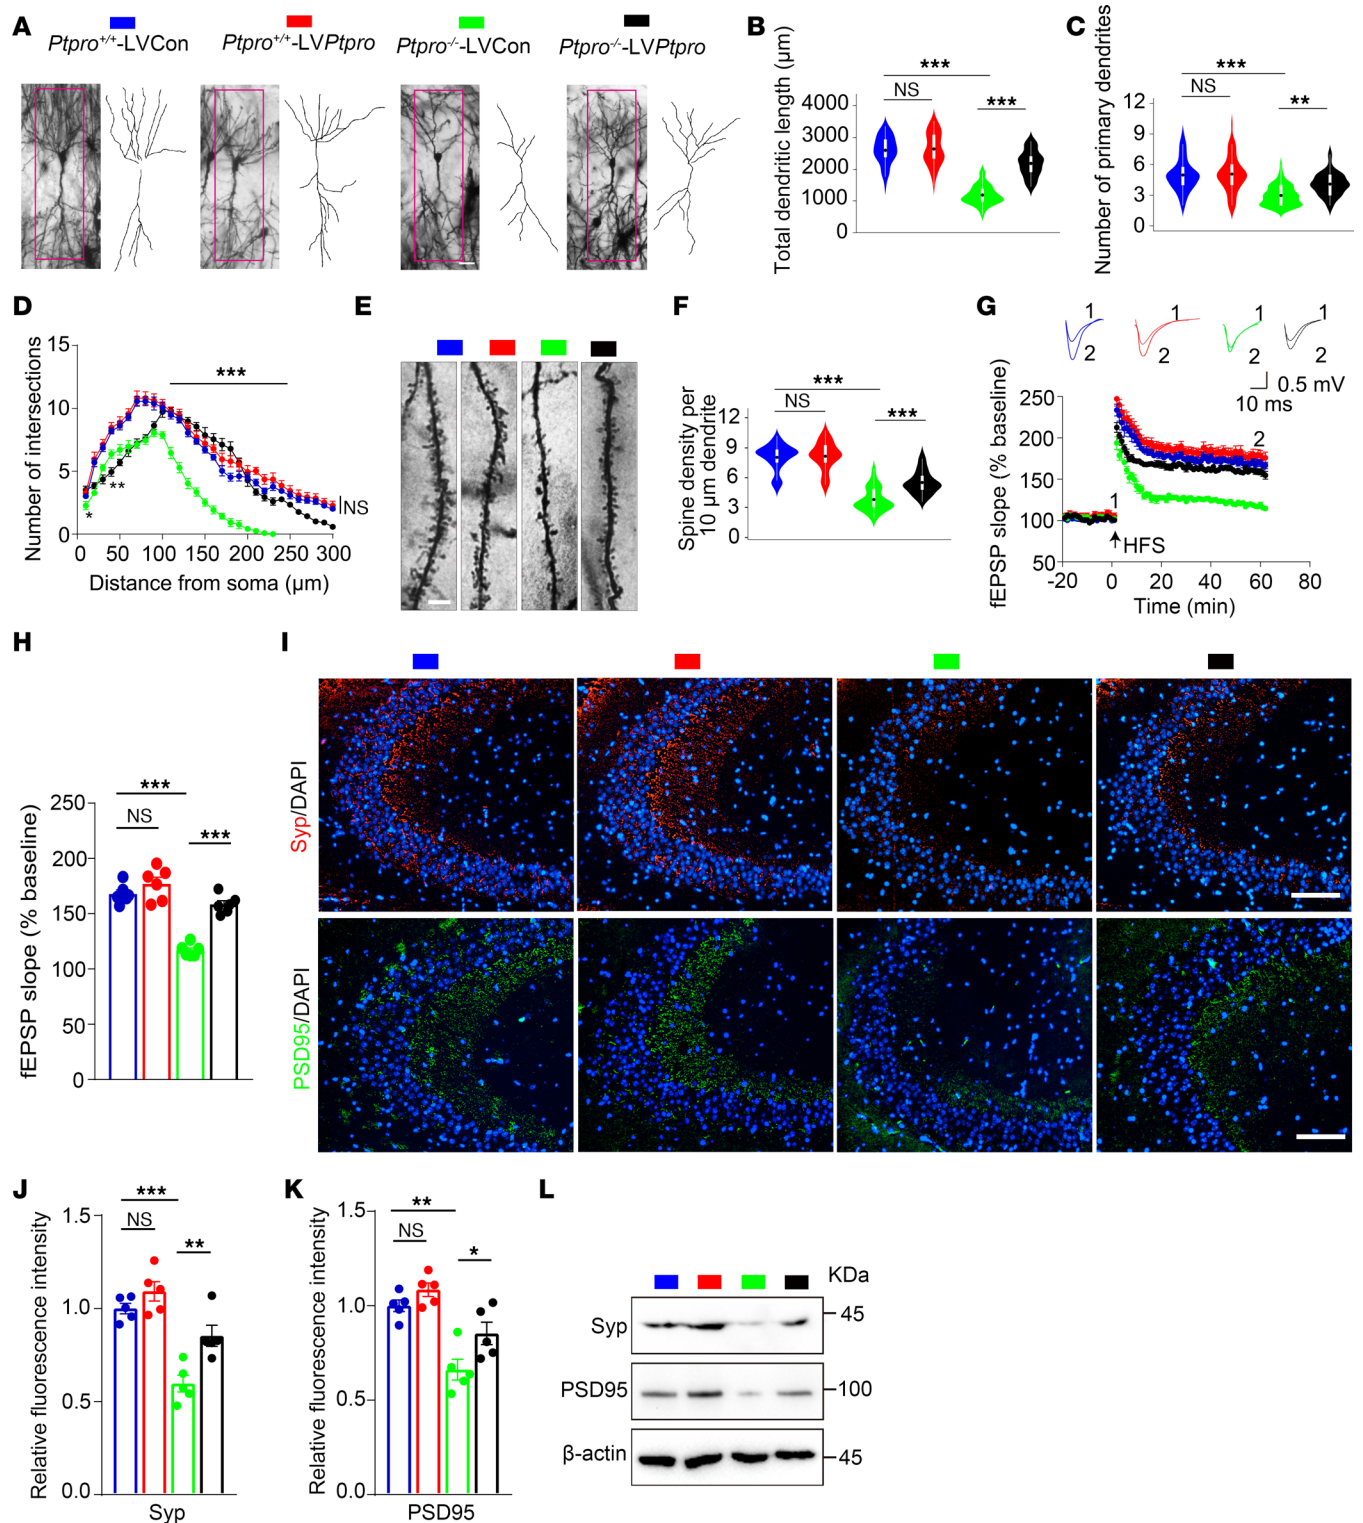 A
Ptpro+/+-LVCon
Ptpro+/+-LVPtpro
Ptpro-/--LVCon
Ptpro-/--LVPtpro
B
Total dendritic length (µm)
4000
3000
2000
1000
0
***
NS
***
C
Number of primary dendrites
12
9
6
3
0
***
NS
**
D
Number of intersections
15
10
5
0
***
**
*
NS
0
50
100
150
200
250
300
Distance from soma (µm)
E
F
Spine density per
10 µm dendrite
12
9
6
3
0
***
NS
***
G
1
2
1
2
1
2
1
2
0.5 mV
10 ms
fEPSP slope (% baseline)
250
200
150
100
50
1
2
HFS
-20
0
20
40
60
80
Time (min)
H
fEPSP slope (% baseline)
250
200
150
100
50
0
***
NS
***
I
Syp/DAPI
PSD95/DAPI
J
Relative fluorescence intensity
1.5
1.0
0.5
0.0
***
NS
**
Syp
K
Relative fluorescence intensity
1.5
1.0
0.5
0.0
**
NS
*
PSD95
L
KDa
Syp
45
PSD95
100
β-actin
45